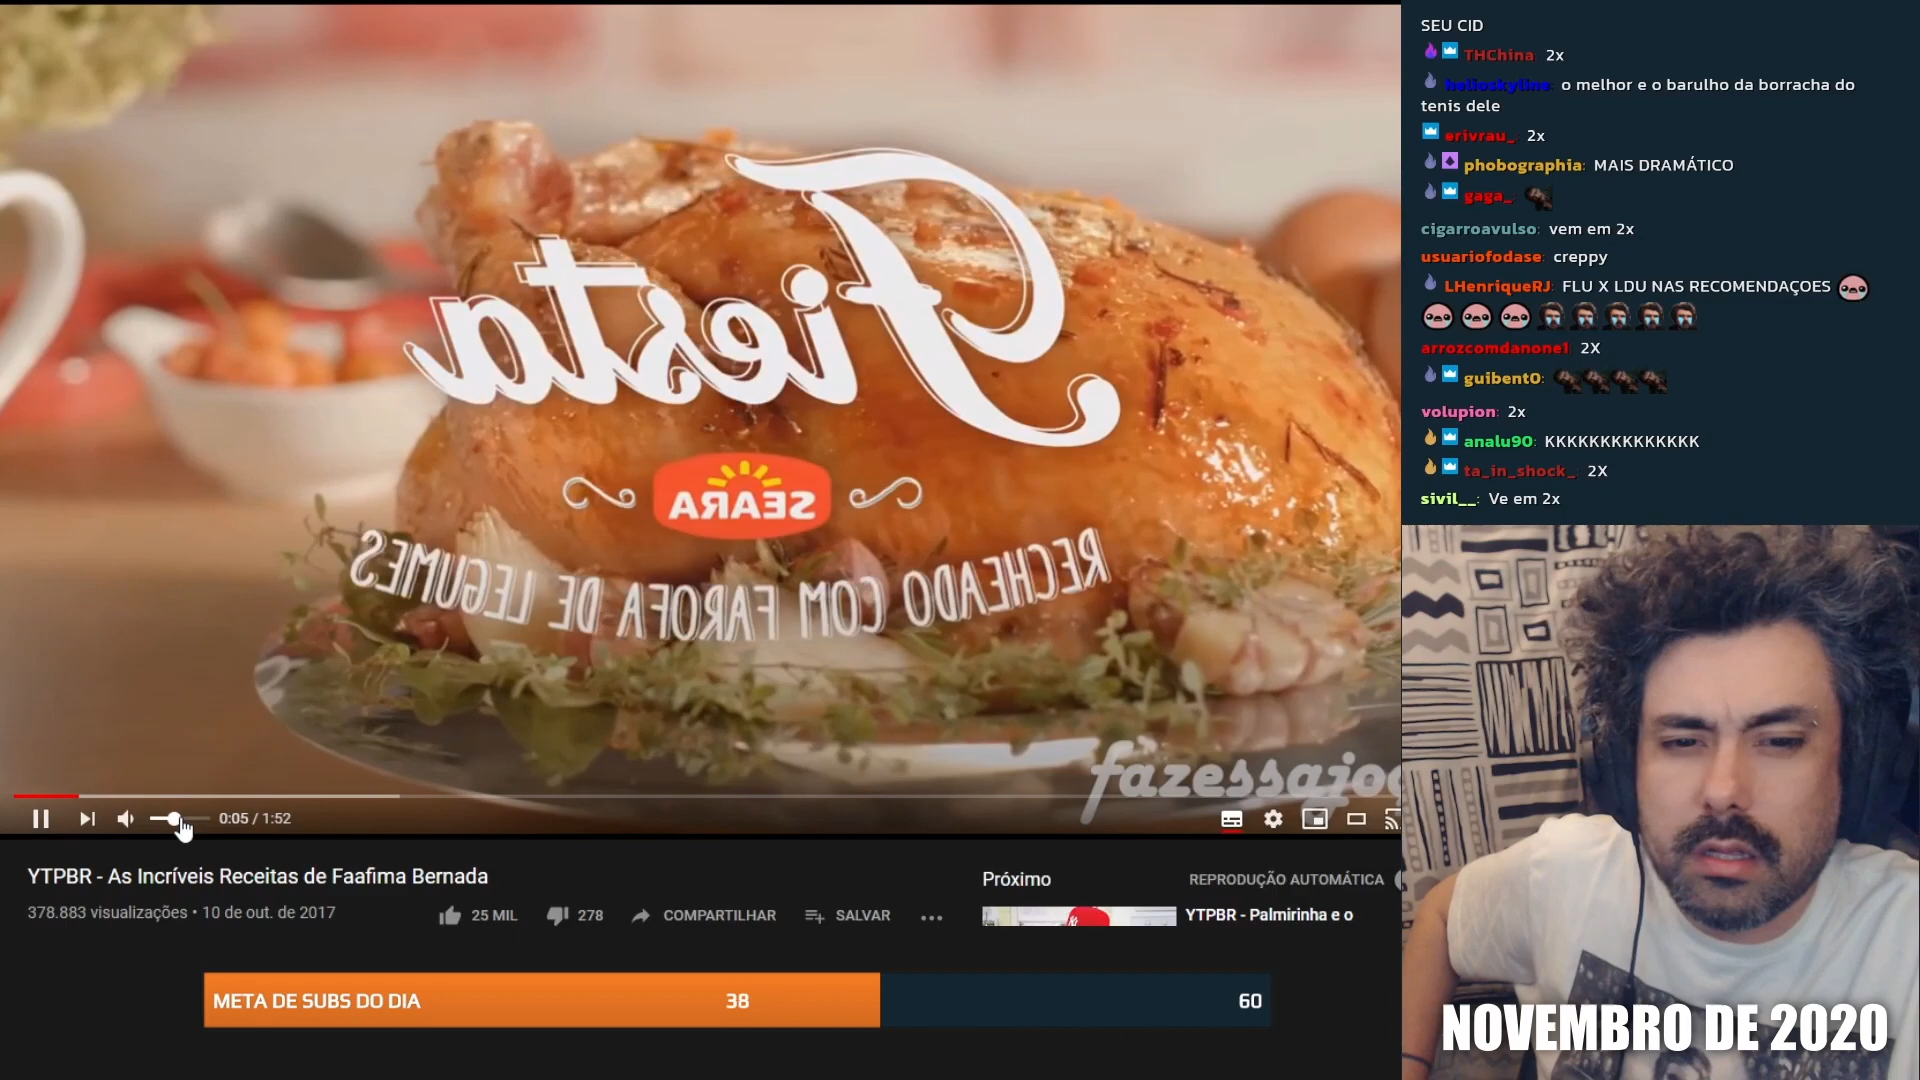 Fiesta
SEARA
RECHEADO COM FAROFA DE LEGUMES
fazessajoc
0:05 / 1:52
YTPBR - As Incríveis Receitas de Faafima Bernada
378.883 visualizações • 10 de out. de 2017
25 MIL
278
COMPARTILHAR
SALVAR
Próximo
REPRODUÇÃO AUTOMÁTICA
YTPBR - Palmirinha e o
META DE SUBS DO DIA 38 60
SEU CID
THChina: 2x
helioskyline: o melhor e o barulho da borracha do
tenis dele
erivrau_: 2x
phobographia: MAIS DRAMÁTICO
gaga_:
cigarroavulso: vem em 2x
usuariofodase: creppy
LHenriqueRJ: FLU X LDU NAS RECOMENDAÇOES
arrozcomdanone1: 2X
guibent0:
volupion: 2x
analu90: KKKKKKKKKKKKKK
ta_in_shock_: 2X
sivil__: Ve em 2x
NOVEMBRO DE 2020